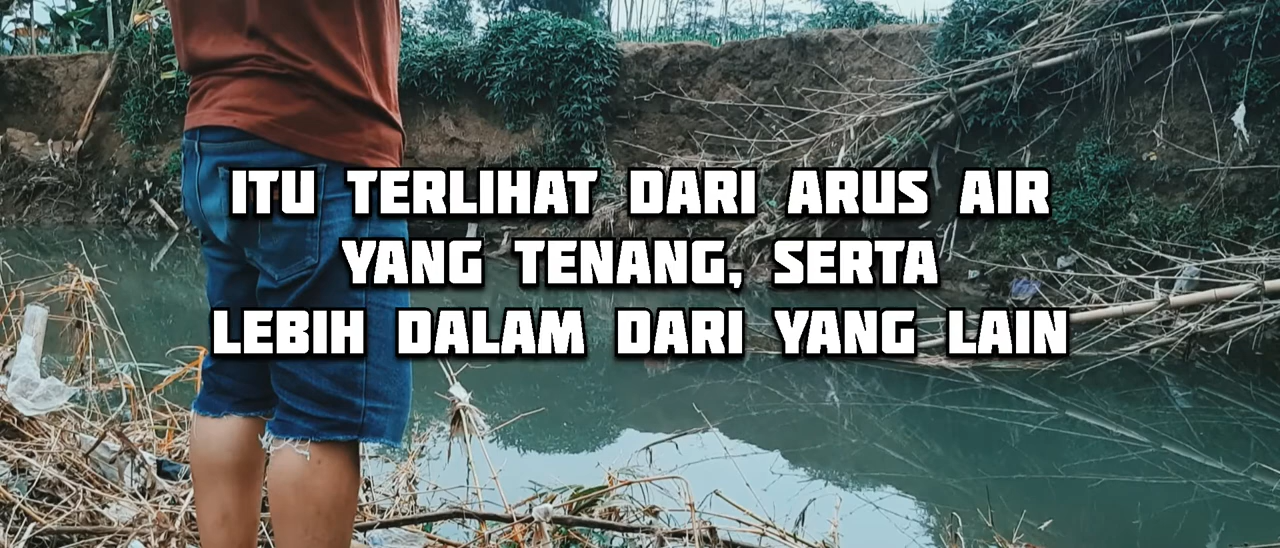 ITU TERLIHAT DARI ARUS AIR
YANG TENANG, SERTA
LEBIH DALAM DARI YANG LAIN